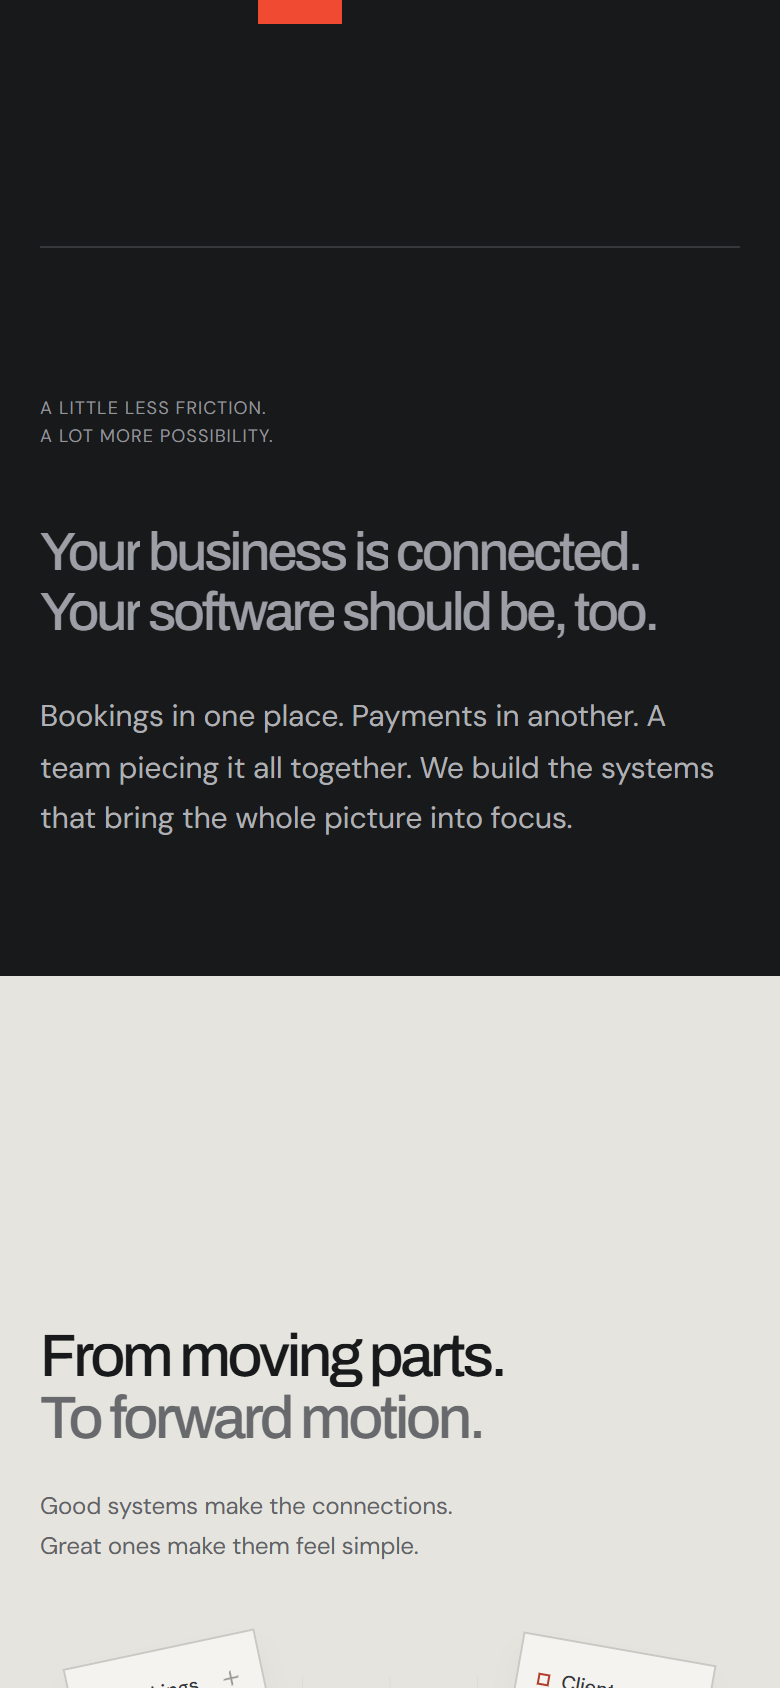 A LITTLE LESS FRICTION.
A LOT MORE POSSIBILITY.
Your business is connected.
Your software should be, too.
Bookings in one place. Payments in another. A
team piecing it all together. We build the systems
that bring the whole picture into focus.
From moving parts.
To forward motion.
Good systems make the connections.
Great ones make them feel simple.